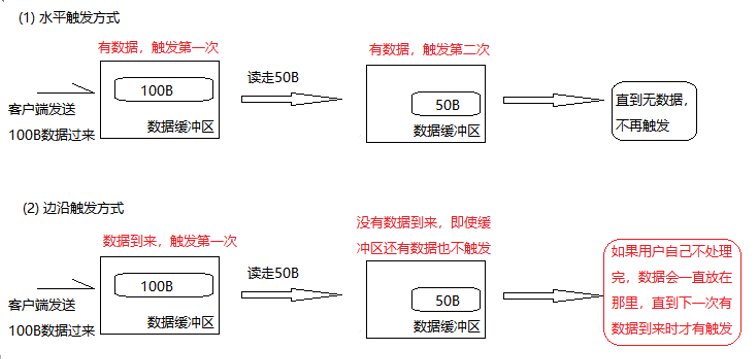 (1) 水平触发方式
有数据，触发第一次
有数据，触发第二次
客户端发送
100B数据过来
100B
数据缓冲区
读走50B
50B
数据缓冲区
直到无数据，
不再触发
(2) 边沿触发方式
数据到来，触发第一次
没有数据到来，即使缓
冲区还有数据也不触发
客户端发送
100B数据过来
100B
数据缓冲区
读走50B
50B
数据缓冲区
如果用户自己不处理
完，数据会一直放在
那里，直到下一次有
数据到来时才有触发